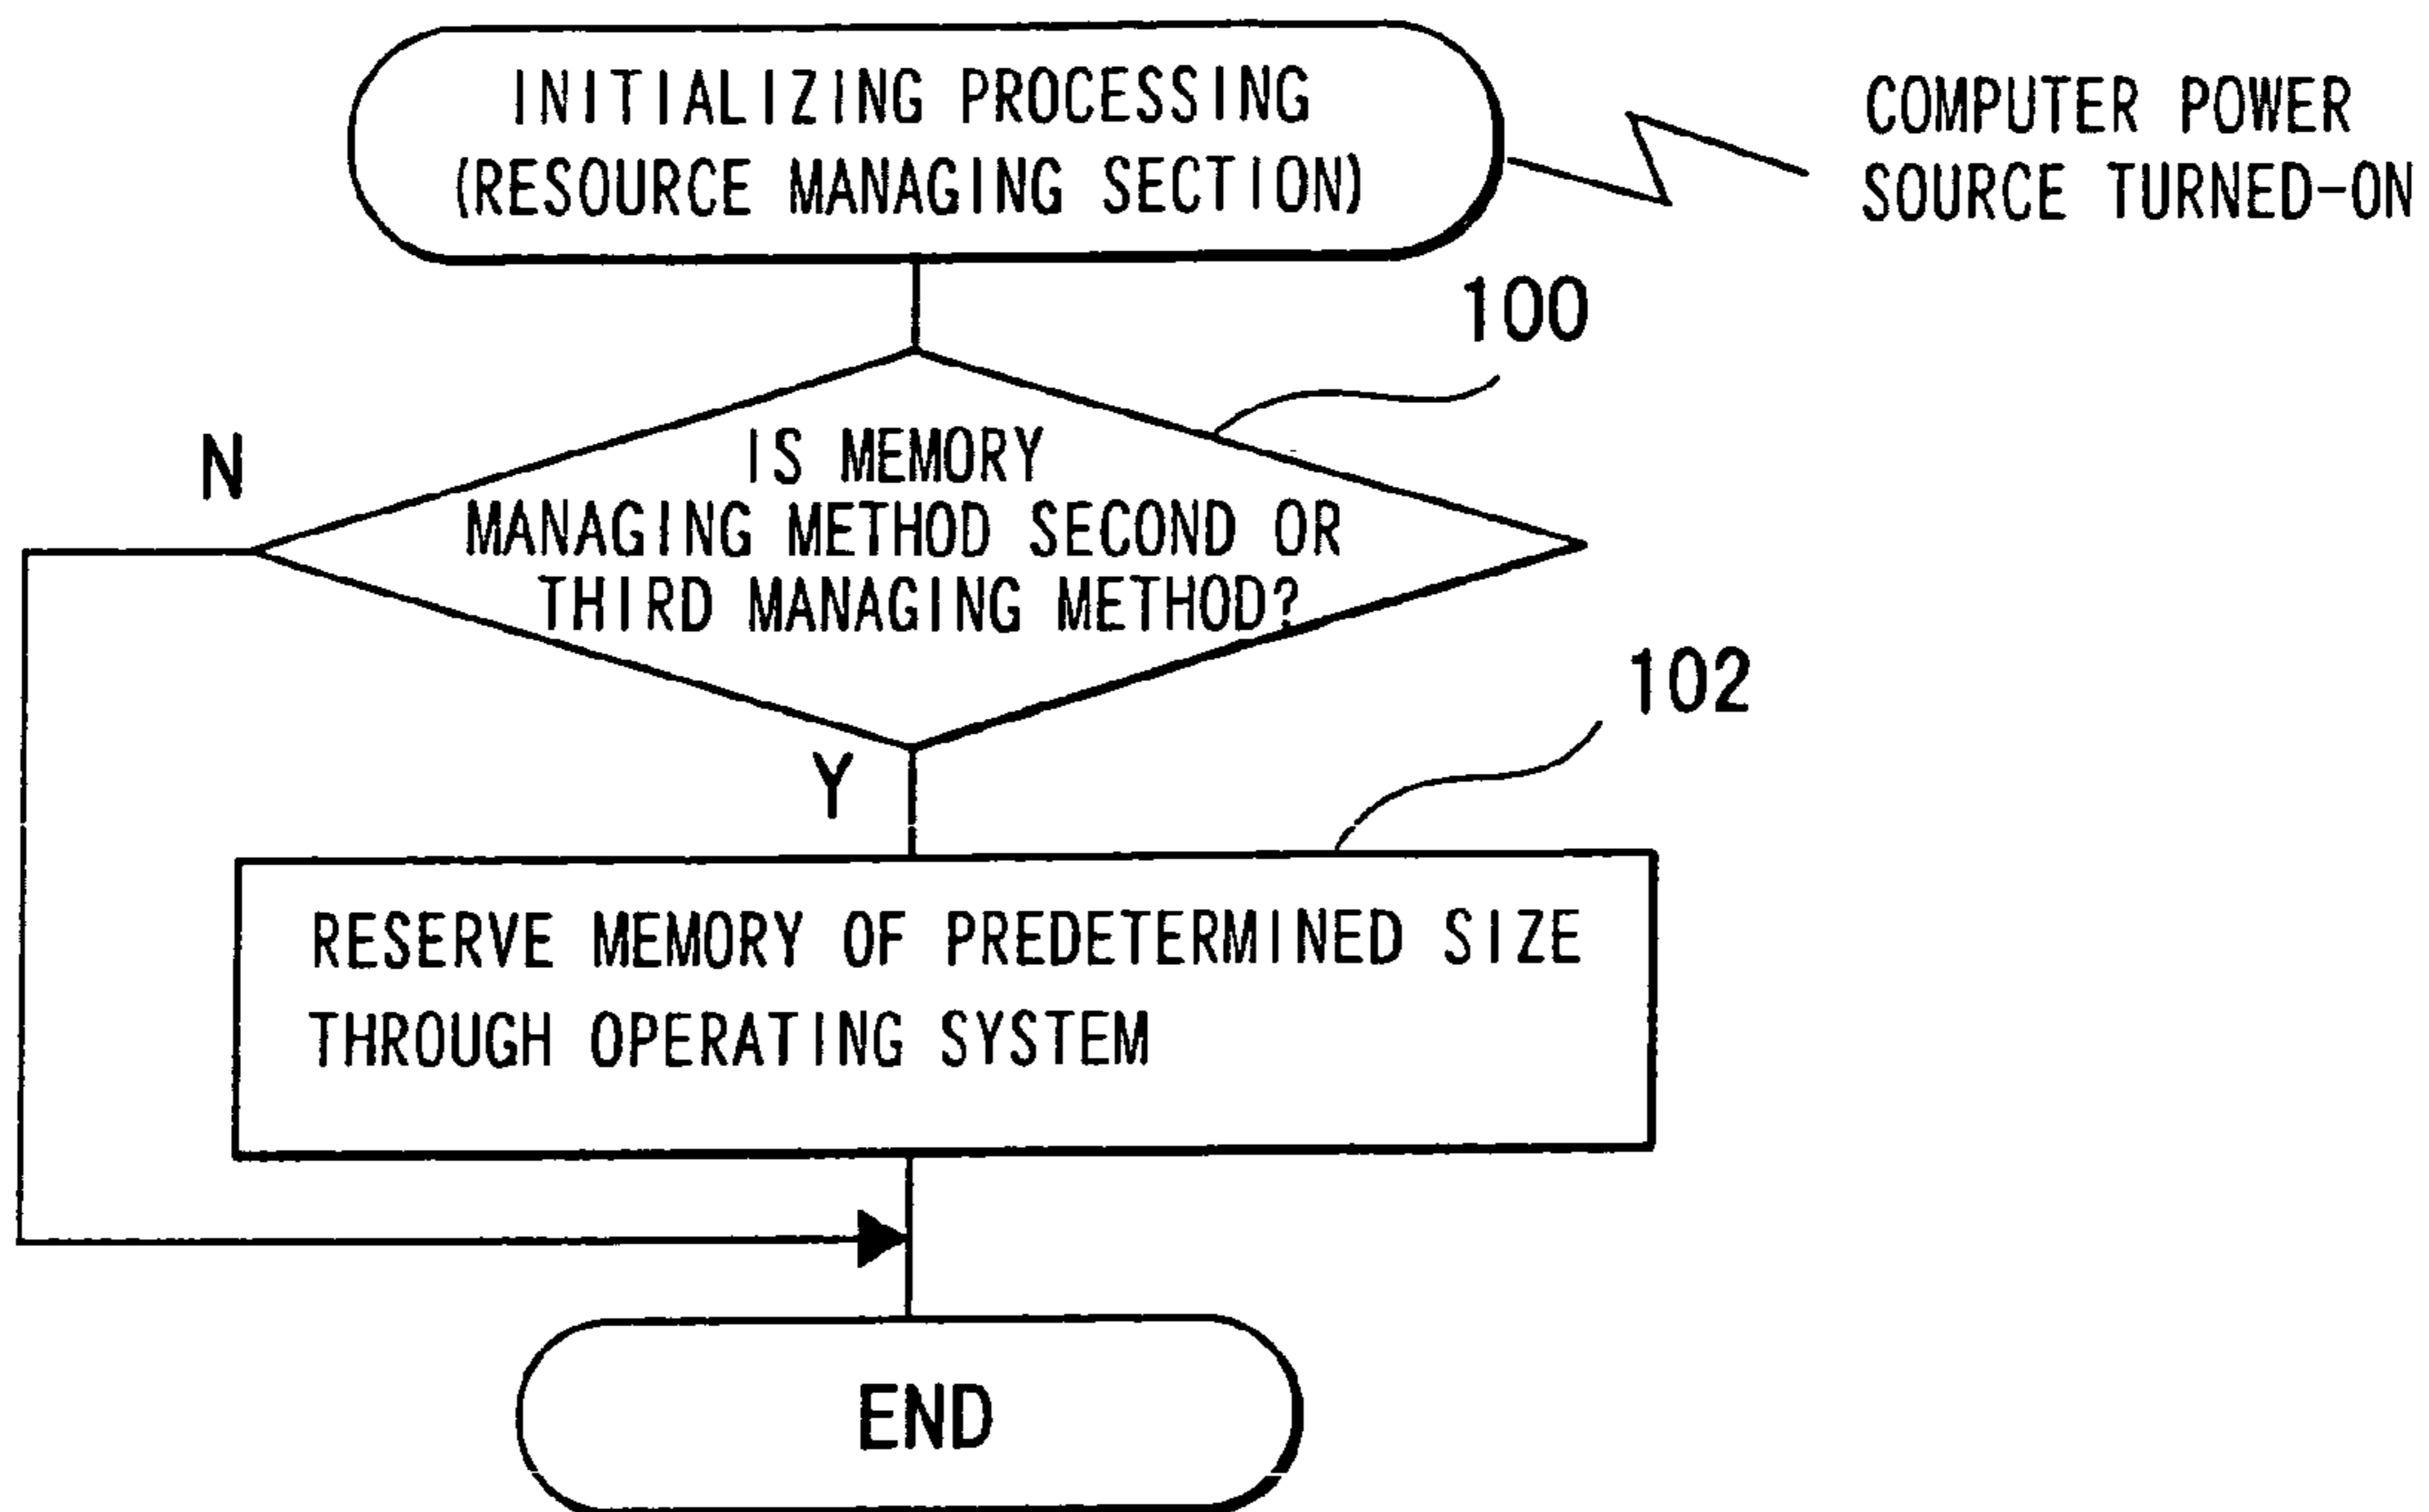 INITIALIZING PROCESSING
(RESOURCE MANAGING SECTION)
COMPUTER POWER
SOURCE TURNED-ON
100
IS MEMORY
MANAGING METHOD SECOND OR
THIRD MANAGING METHOD?
N
102
Y
RESERVE MEMORY OF PREDETERMINED SIZE
THROUGH OPERATING SYSTEM
END